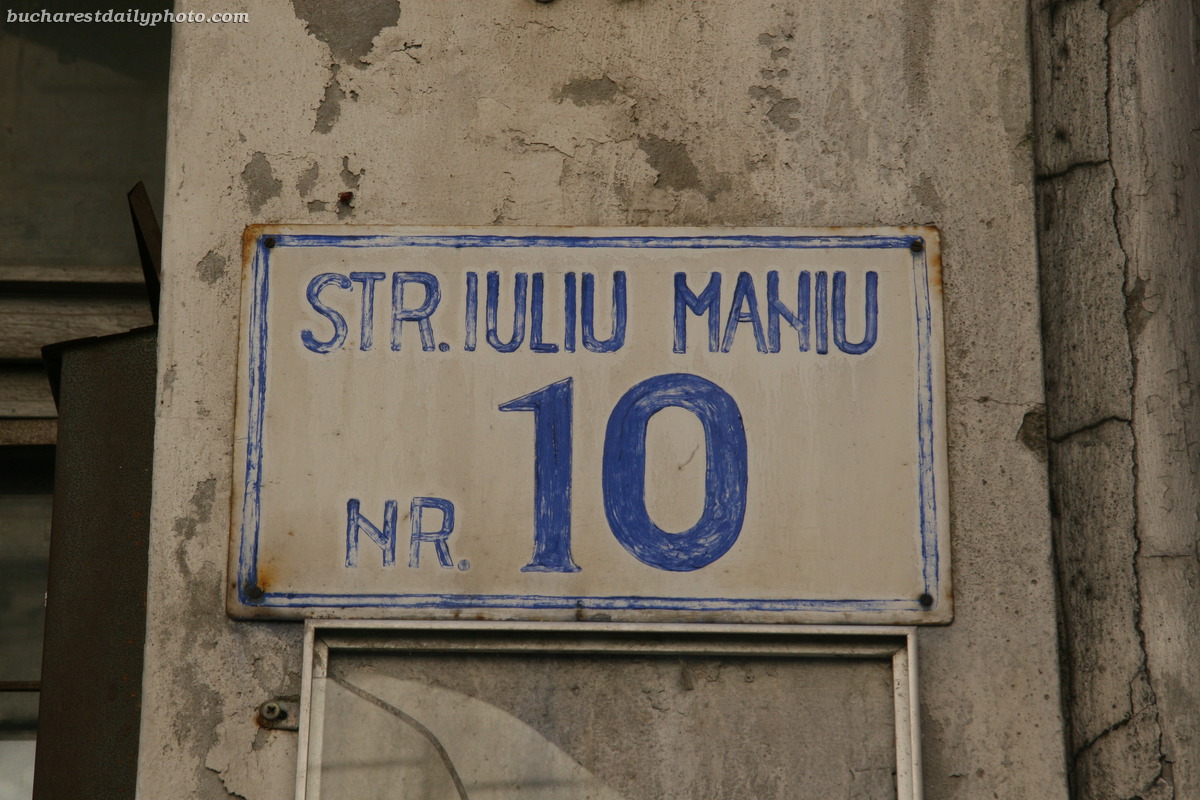 bucharestdailyphoto.com
STR. IULIU MANIU
NR. 10